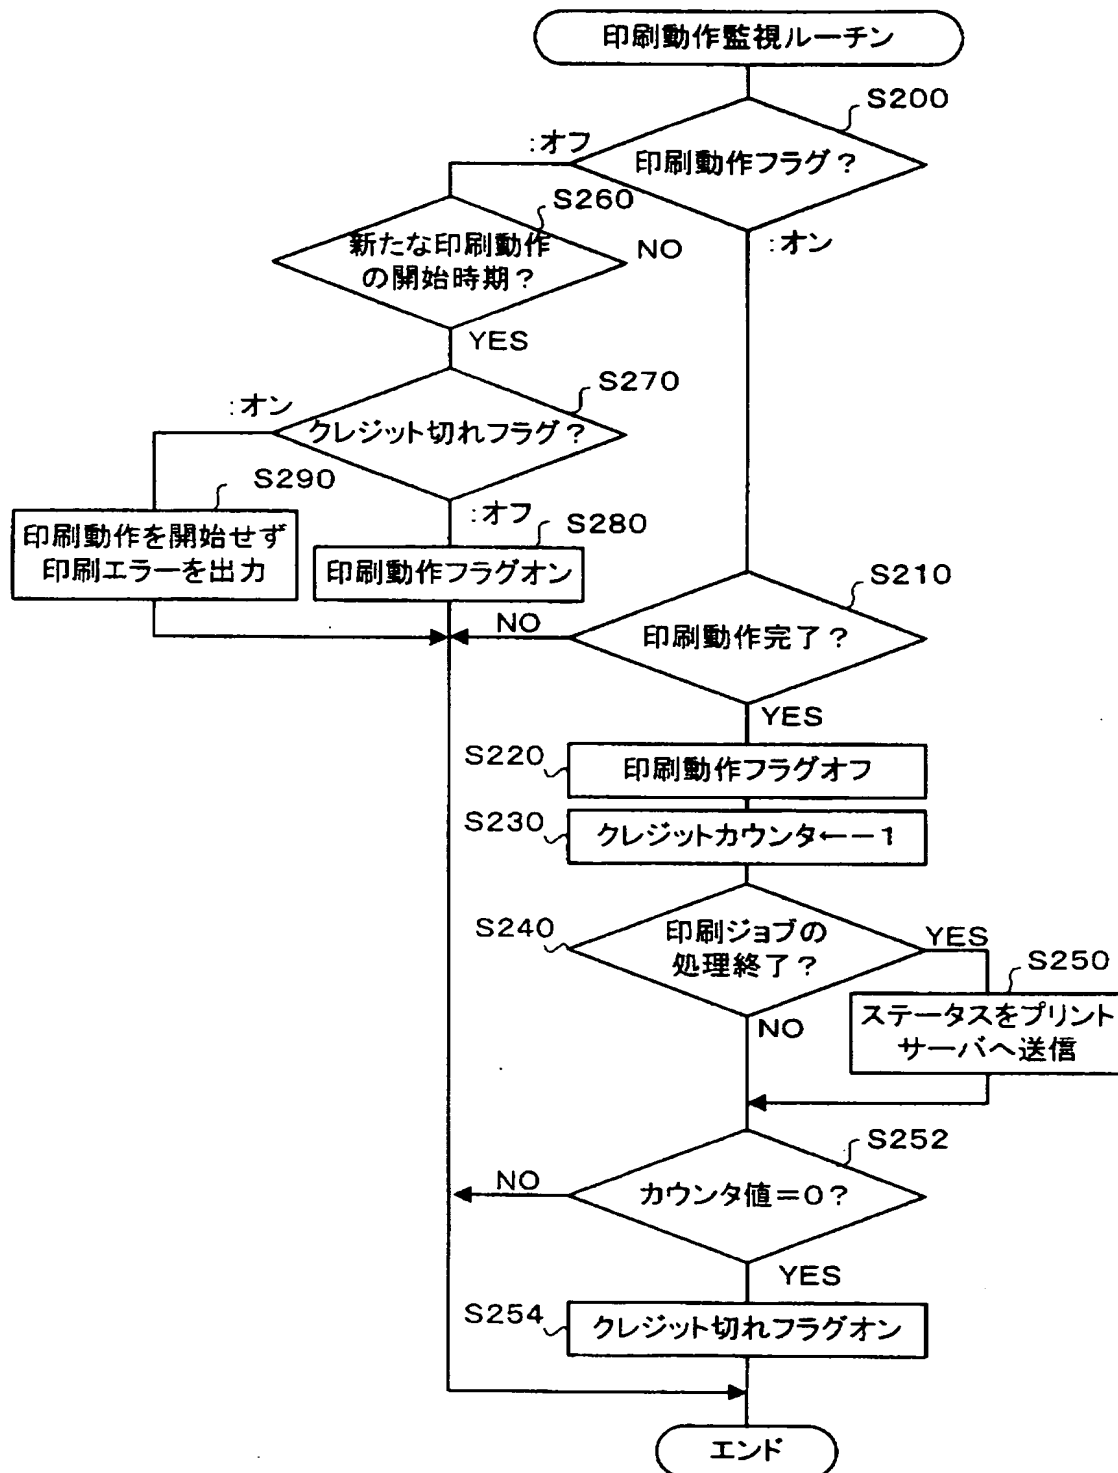 印刷動作監視ルーチン
S200
:オフ
印刷動作フラグ？
S260
:オン
新たな印刷動作
の開始時期？
NO
YES
S270
:オン
クレジット切れフラグ？
S290
:オフ
S280
印刷動作を開始せず
印刷エラーを出力
印刷動作フラグオン
S210
NO
印刷動作完了？
YES
S220
印刷動作フラグオフ
S230
クレジットカウンタ←－1
S240
印刷ジョブの
処理終了？
YES
S250
NO
ステータスをプリント
サーバへ送信
S252
NO
カウンタ値＝0？
YES
S254
クレジット切れフラグオン
エンド